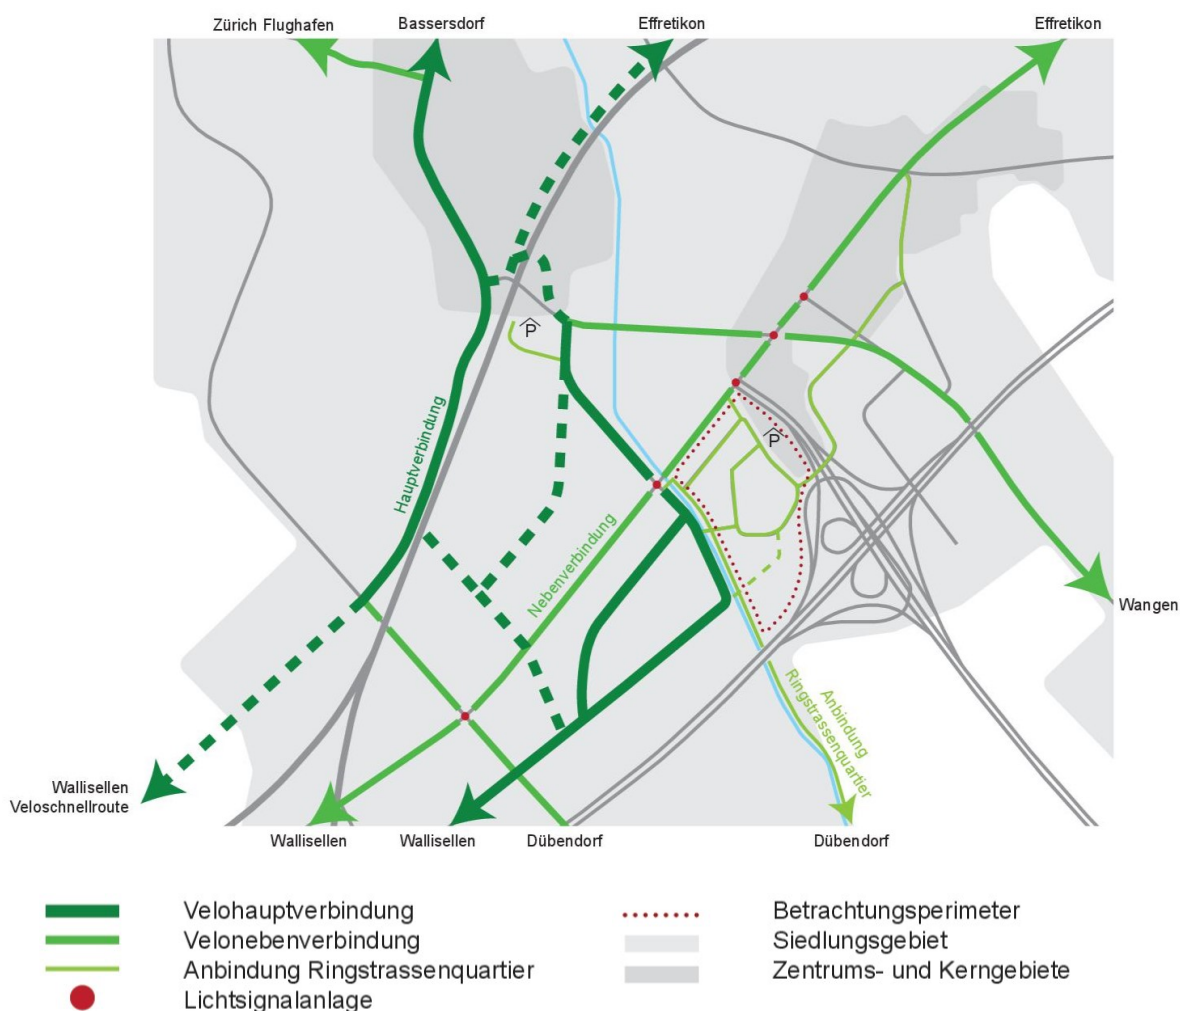 Zürich Flughafen
Bassersdorf
Effretikon
Effretikon
P
Hauptverbindung
P
Nebenverbindung
Wangen
Anbindung
Ringstrassenquartier
Wallisellen
Veloschnellroute
Wallisellen
Wallisellen
Dübendorf
Dübendorf
Velohauptverbindung
Velonebenverbindung
Anbindung Ringstrassenquartier
Lichtsignalanlage
Betrachtungsperimeter
Siedlungsgebiet
Zentrums- und Kerngebiete